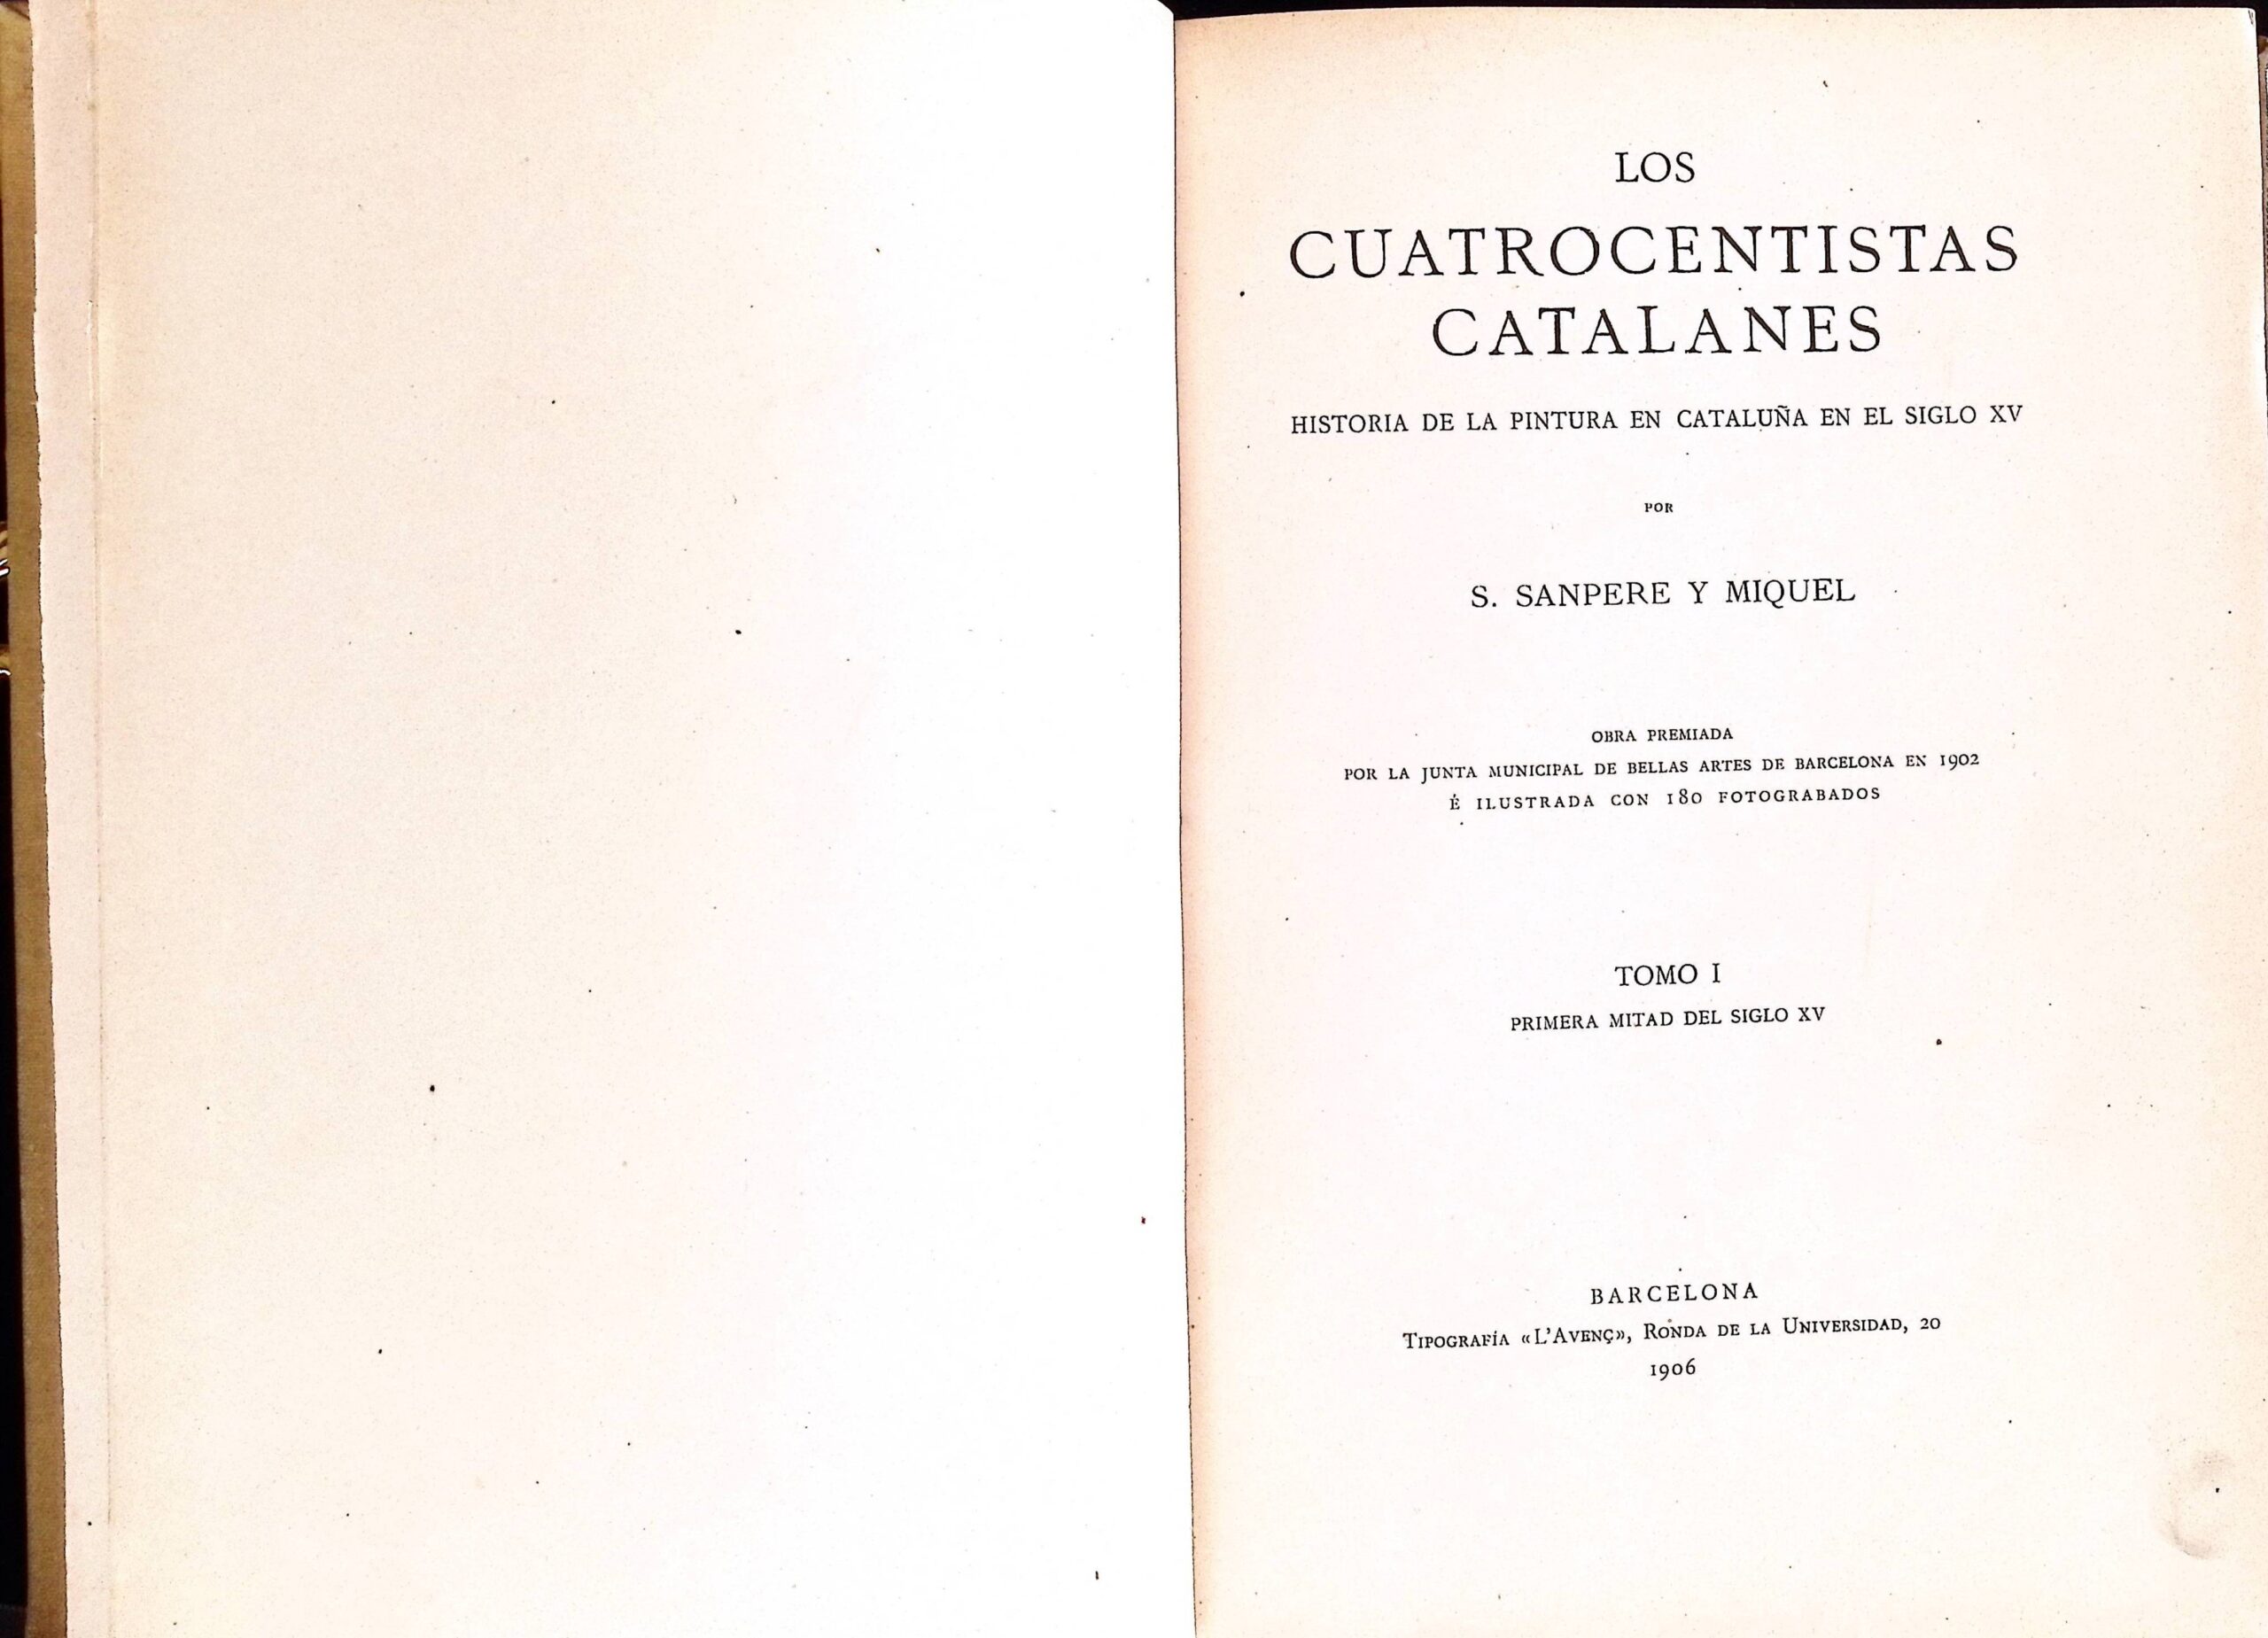 LOS
CUATROCENTISTAS
CATALANES
HISTORIA DE LA PINTURA EN CATALUÑA EN EL SIGLO XV
POR
S. SANPERE Y MIQUEL
OBRA PREMIADA
POR LA JUNTA MUNICIPAL DE BELLAS ARTES DE BARCELONA EN 1902
É ILUSTRADA CON 180 FOTOGRABADOS
TOMO I
PRIMERA MITAD DEL SIGLO XV
BARCELONA
TIPOGRAFÍA «L'AVENÇ», RONDA DE LA UNIVERSIDAD, 20
1906